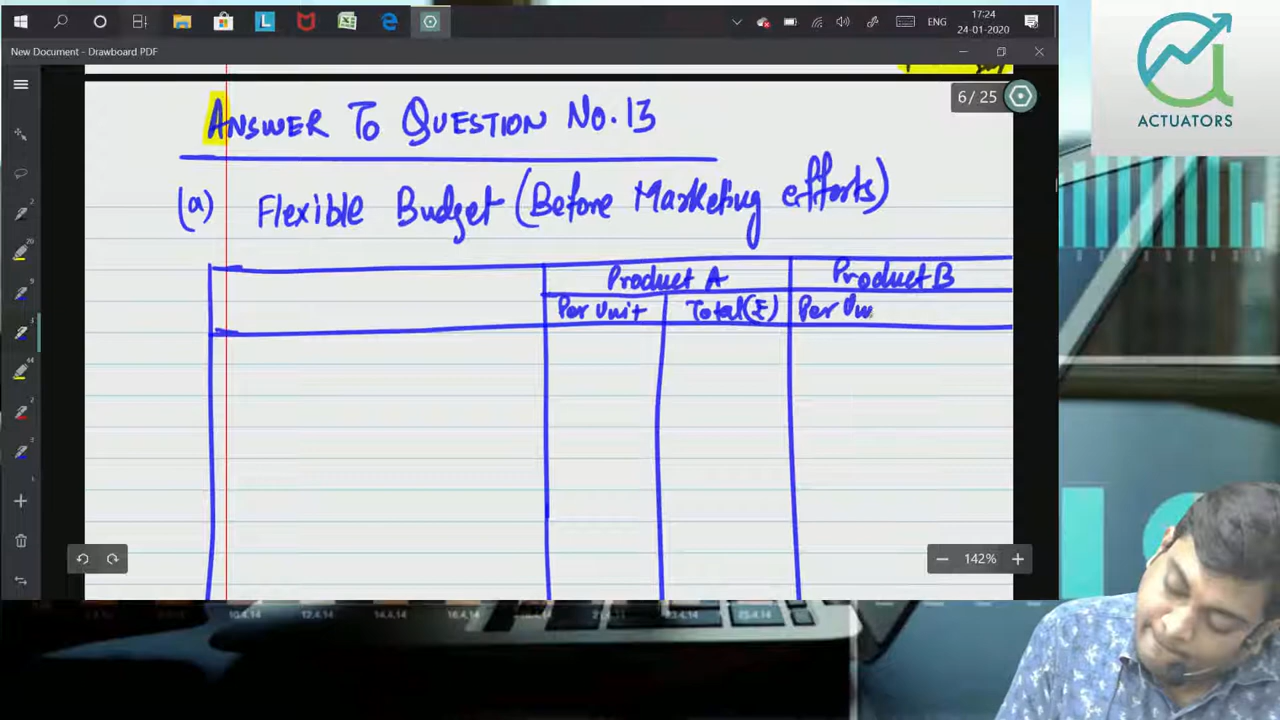 17:24
ENG
24-01-2020
New Document - Drawboard PDF
6 / 25
ACTUATORS
ANSWER TO QUESTION NO. 13
(a) Flexible Budget (Before Marketing efforts)
Product A Product B
Per Unit Total (₹) Per Un
142%